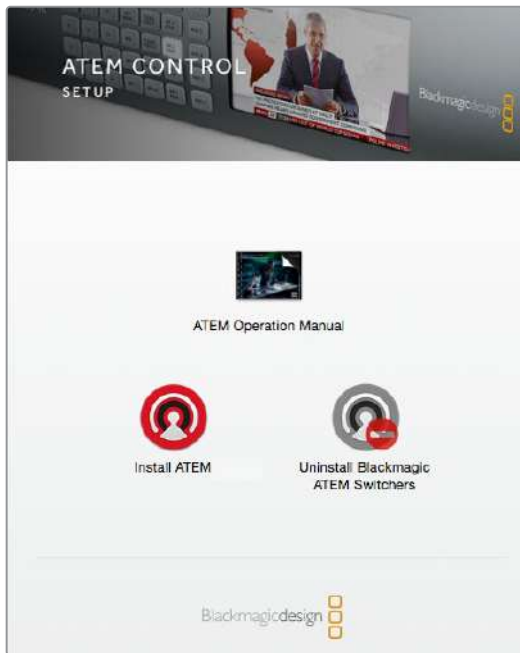 ATEM CONTROL
SETUP
Blackmagicdesign
ATEM Operation Manual
Install ATEM
Uninstall Blackmagic
ATEM Switchers
Blackmagicdesign